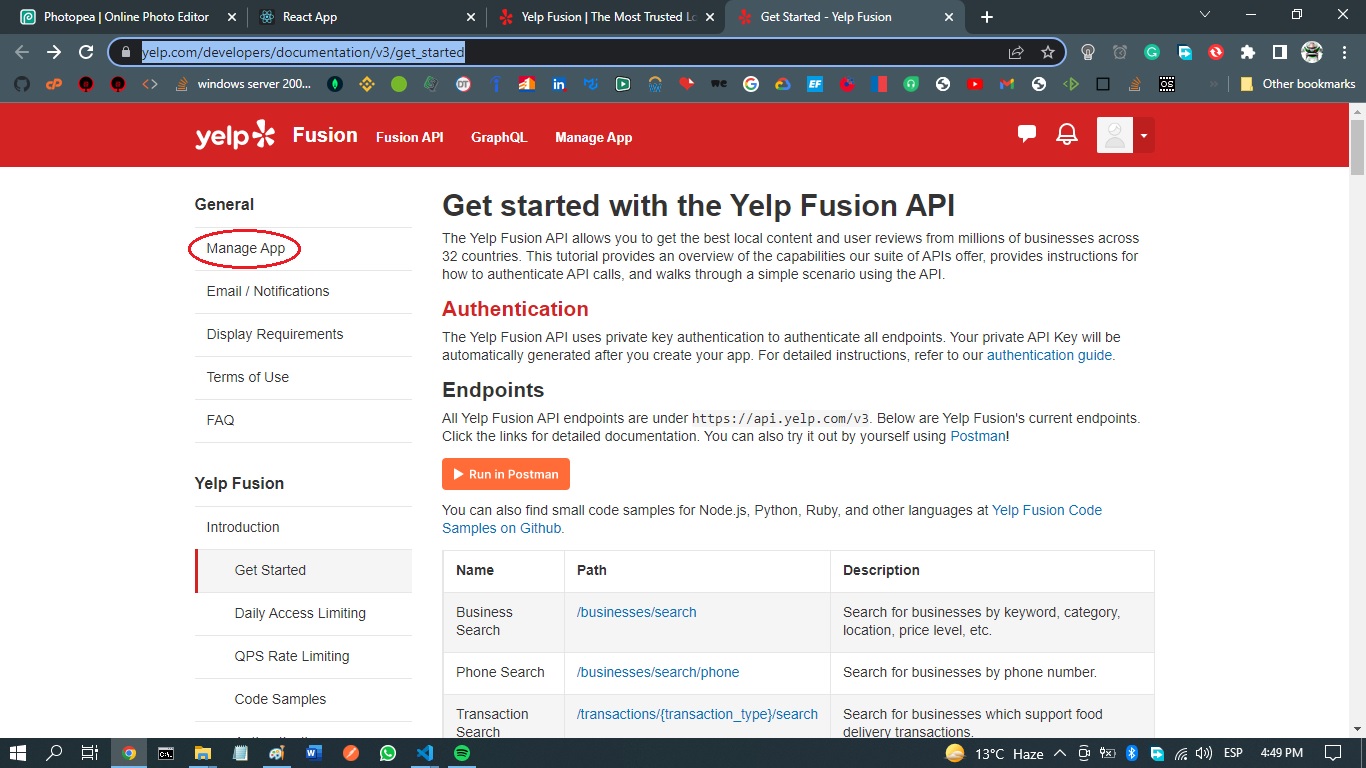 Photopea | Online Photo Editor
React App
Yelp Fusion | The Most Trusted Lo
Get Started - Yelp Fusion
yelp.com/developers/documentation/v3/get_started
windows server 200...
Other bookmarks
yelp Fusion
Fusion API
GraphQL
Manage App
General
Manage App
Email / Notifications
Display Requirements
Terms of Use
FAQ
Yelp Fusion
Introduction
Get Started
Daily Access Limiting
QPS Rate Limiting
Code Samples
Get started with the Yelp Fusion API
The Yelp Fusion API allows you to get the best local content and user reviews from millions of businesses across
32 countries. This tutorial provides an overview of the capabilities our suite of APIs offer, provides instructions for
how to authenticate API calls, and walks through a simple scenario using the API.
Authentication
The Yelp Fusion API uses private key authentication to authenticate all endpoints. Your private API Key will be
automatically generated after you create your app. For detailed instructions, refer to our authentication guide.
Endpoints
All Yelp Fusion API endpoints are under https://api.yelp.com/v3. Below are Yelp Fusion's current endpoints.
Click the links for detailed documentation. You can also try it out by yourself using Postman!
Run in Postman
You can also find small code samples for Node.js, Python, Ruby, and other languages at Yelp Fusion Code
Samples on Github.
Name Path Description
Business /businesses/search Search for businesses by keyword, category,
Search location, price level, etc.
Phone Search /businesses/search/phone Search for businesses by phone number.
Transaction /transactions/{transaction_type}/search Search for businesses which support food
Search delivery transactions.
13°C Haze
ESP
4:49 PM